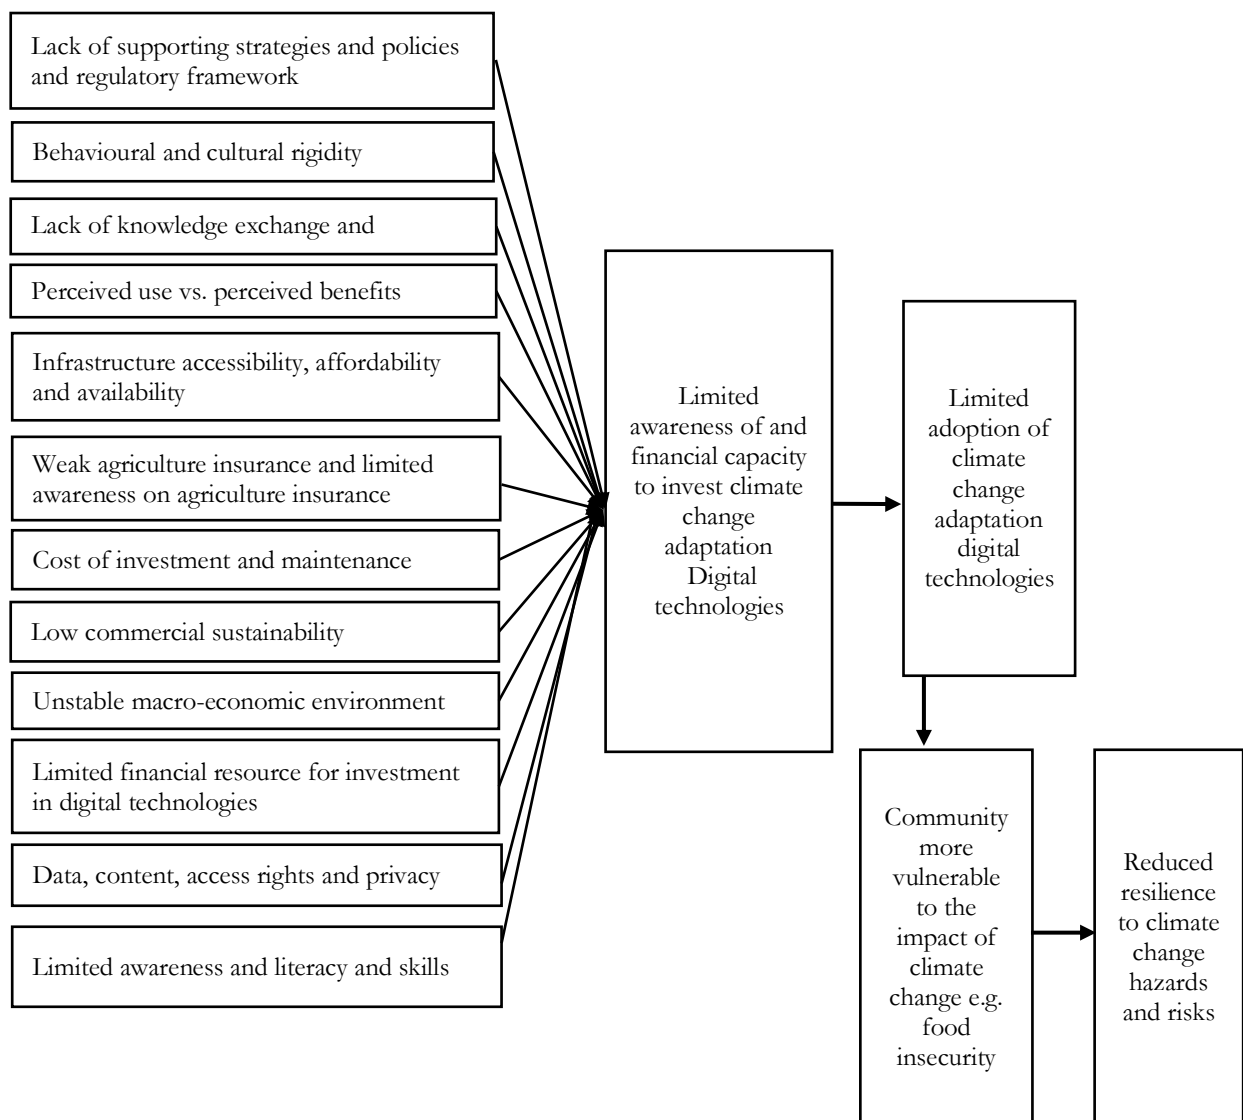 Lack of supporting strategies and policies
and regulatory framework
Behavioural and cultural rigidity
Lack of knowledge exchange and
Perceived use vs. perceived benefits
Infrastructure accessibility, affordability
and availability
Weak agriculture insurance and limited
awareness on agriculture insurance
Cost of investment and maintenance
Low commercial sustainability
Unstable macro-economic environment
Limited financial resource for investment
in digital technologies
Data, content, access rights and privacy
Limited awareness and literacy and skills
Limited
awareness of and
financial capacity
to invest climate
change
adaptation
Digital
technologies
Limited
adoption of
climate
change
adaptation
digital
technologies
Community
more
vulnerable
to the
impact of
climate
change e.g.
food
insecurity
Reduced
resilience
to climate
change
hazards
and risks